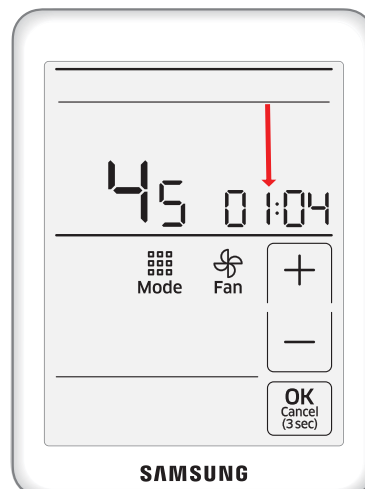 45 01:04
Mode Fan +
−
OK
Cancel
(3 sec)
SAMSUNG